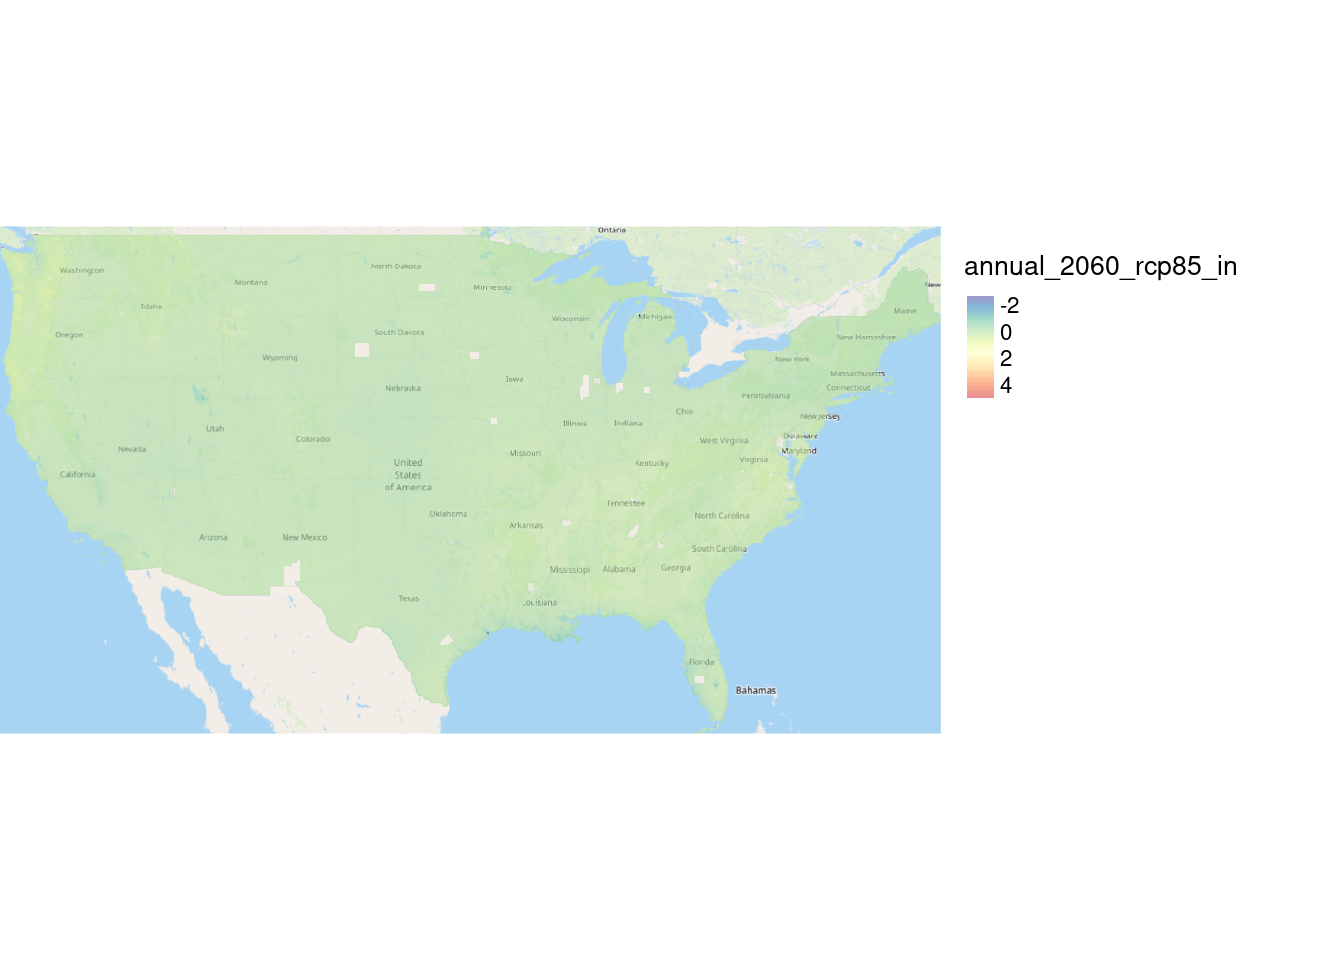 Ontario
Washington
North Dakota
Montana
Minnesota
New
Idaho
Maine
Wisconsin
Michigan
Oregon
South Dakota
New Hampshire
Wyoming
New York
Massachusetts
Iowa
Nebraska
Connecticut
Pennsylvania
Ohio
New Jersey
Utah
Illinois
Indiana
Colorado
West Virginia
Delaware
Nevada
Missouri
Maryland
United
States
of America
Kentucky
Virginia
California
Tennessee
Oklahoma
North Carolina
Arkansas
Arizona
New Mexico
South Carolina
Mississippi
Alabama
Georgia
Texas
Louisiana
Florida
Bahamas
annual_2060_rcp85_in
-2
0
2
4